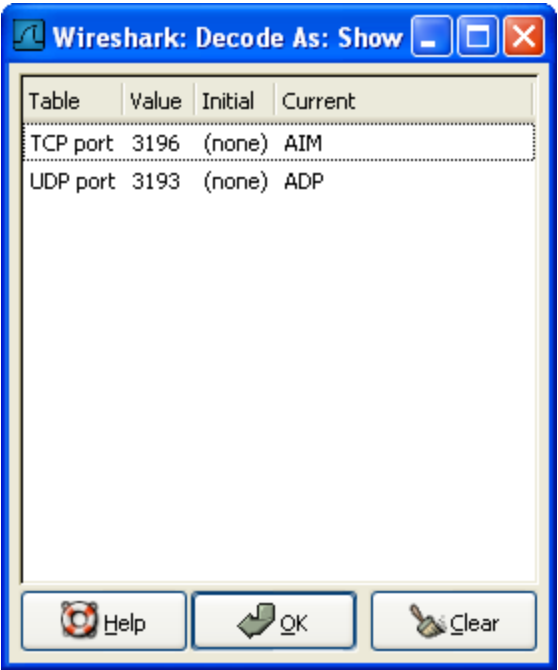 Wireshark: Decode As: Show
Table Value Initial Current
TCP port 3196 (none) AIM
UDP port 3193 (none) ADP
Help OK Clear